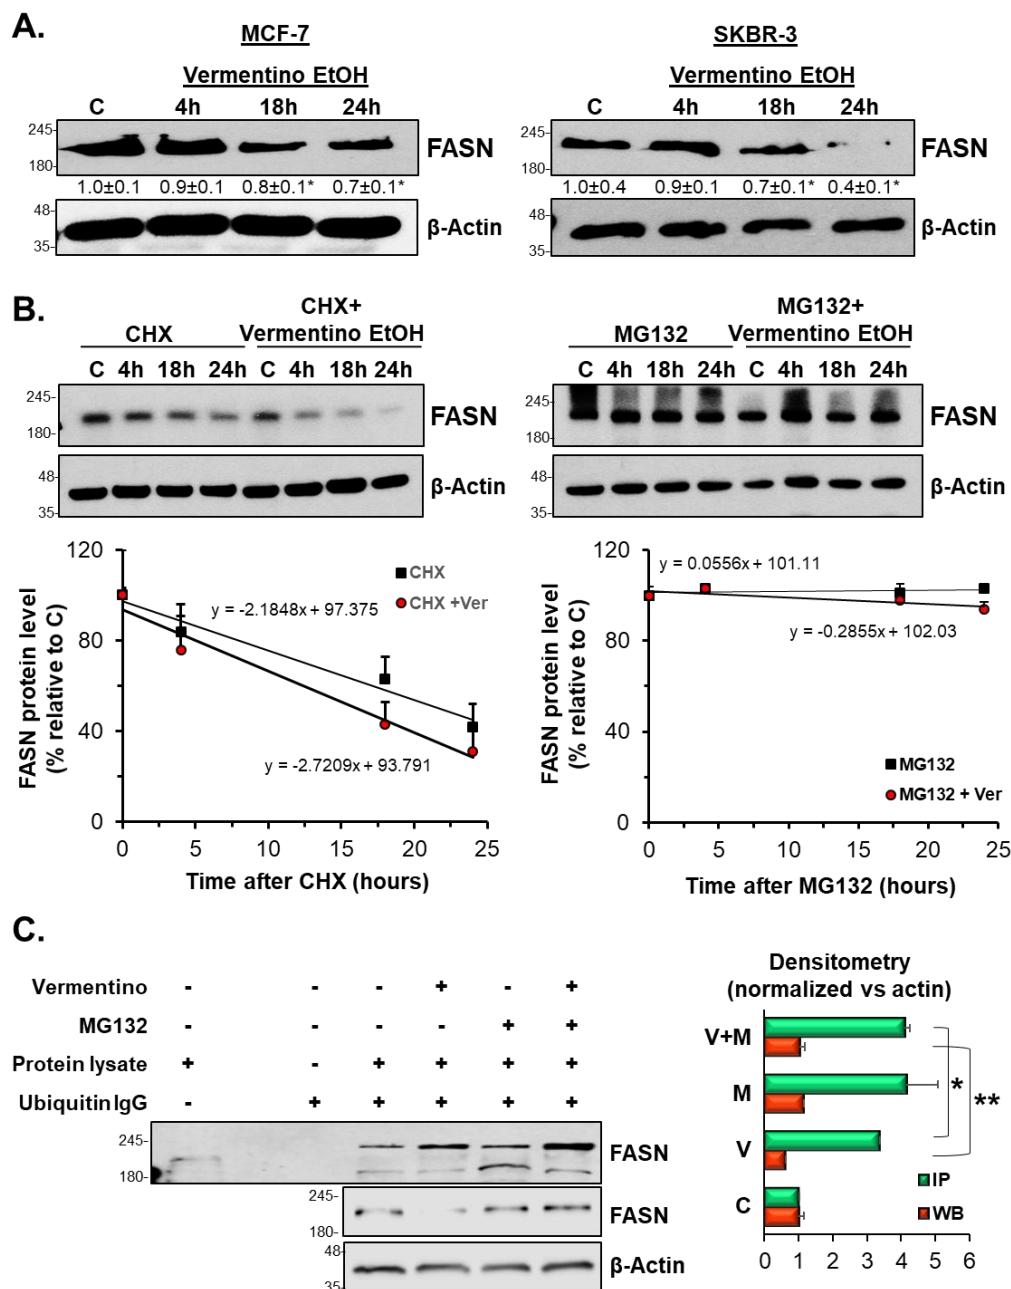 A.
MCF-7
SKBR-3
Vermentino EtOH
Vermentino EtOH
C 4h 18h 24h
C 4h 18h 24h
245-
180-
FASN
245-
180-
FASN
1.0±0.1 0.9±0.1 0.8±0.1* 0.7±0.1*
1.0±0.4 0.9±0.1 0.7±0.1* 0.4±0.1*
48-
35-
β-Actin
48-
35-
β-Actin
B.
CHX
CHX+
Vermentino EtOH
MG132
MG132+
Vermentino EtOH
C 4h 18h 24h C 4h 18h 24h
C 4h 18h 24h C 4h 18h 24h
245-
180-
FASN
245-
180-
FASN
48-
35-
β-Actin
48-
35-
β-Actin
FASN protein level
(% relative to C)
120
80
40
0
CHX
CHX +Ver
y = -2.1848x + 97.375
y = -2.7209x + 93.791
0 5 10 15 20 25
Time after CHX (hours)
FASN protein level
(% relative to C)
120
80
40
0
y = 0.0556x + 101.11
y = -0.2855x + 102.03
MG132
MG132 + Ver
0 5 10 15 20 25
Time after MG132 (hours)
C.
Vermentino - - - + - +
MG132 - - - - + +
Protein lysate + - + + + +
Ubiquitin IgG - + + + + +
245-
180-
FASN
245-
180-
FASN
48-
35-
β-Actin
Densitometry
(normalized vs actin)
V+M
M
V
C
*
**
IP
WB
0 1 2 3 4 5 6